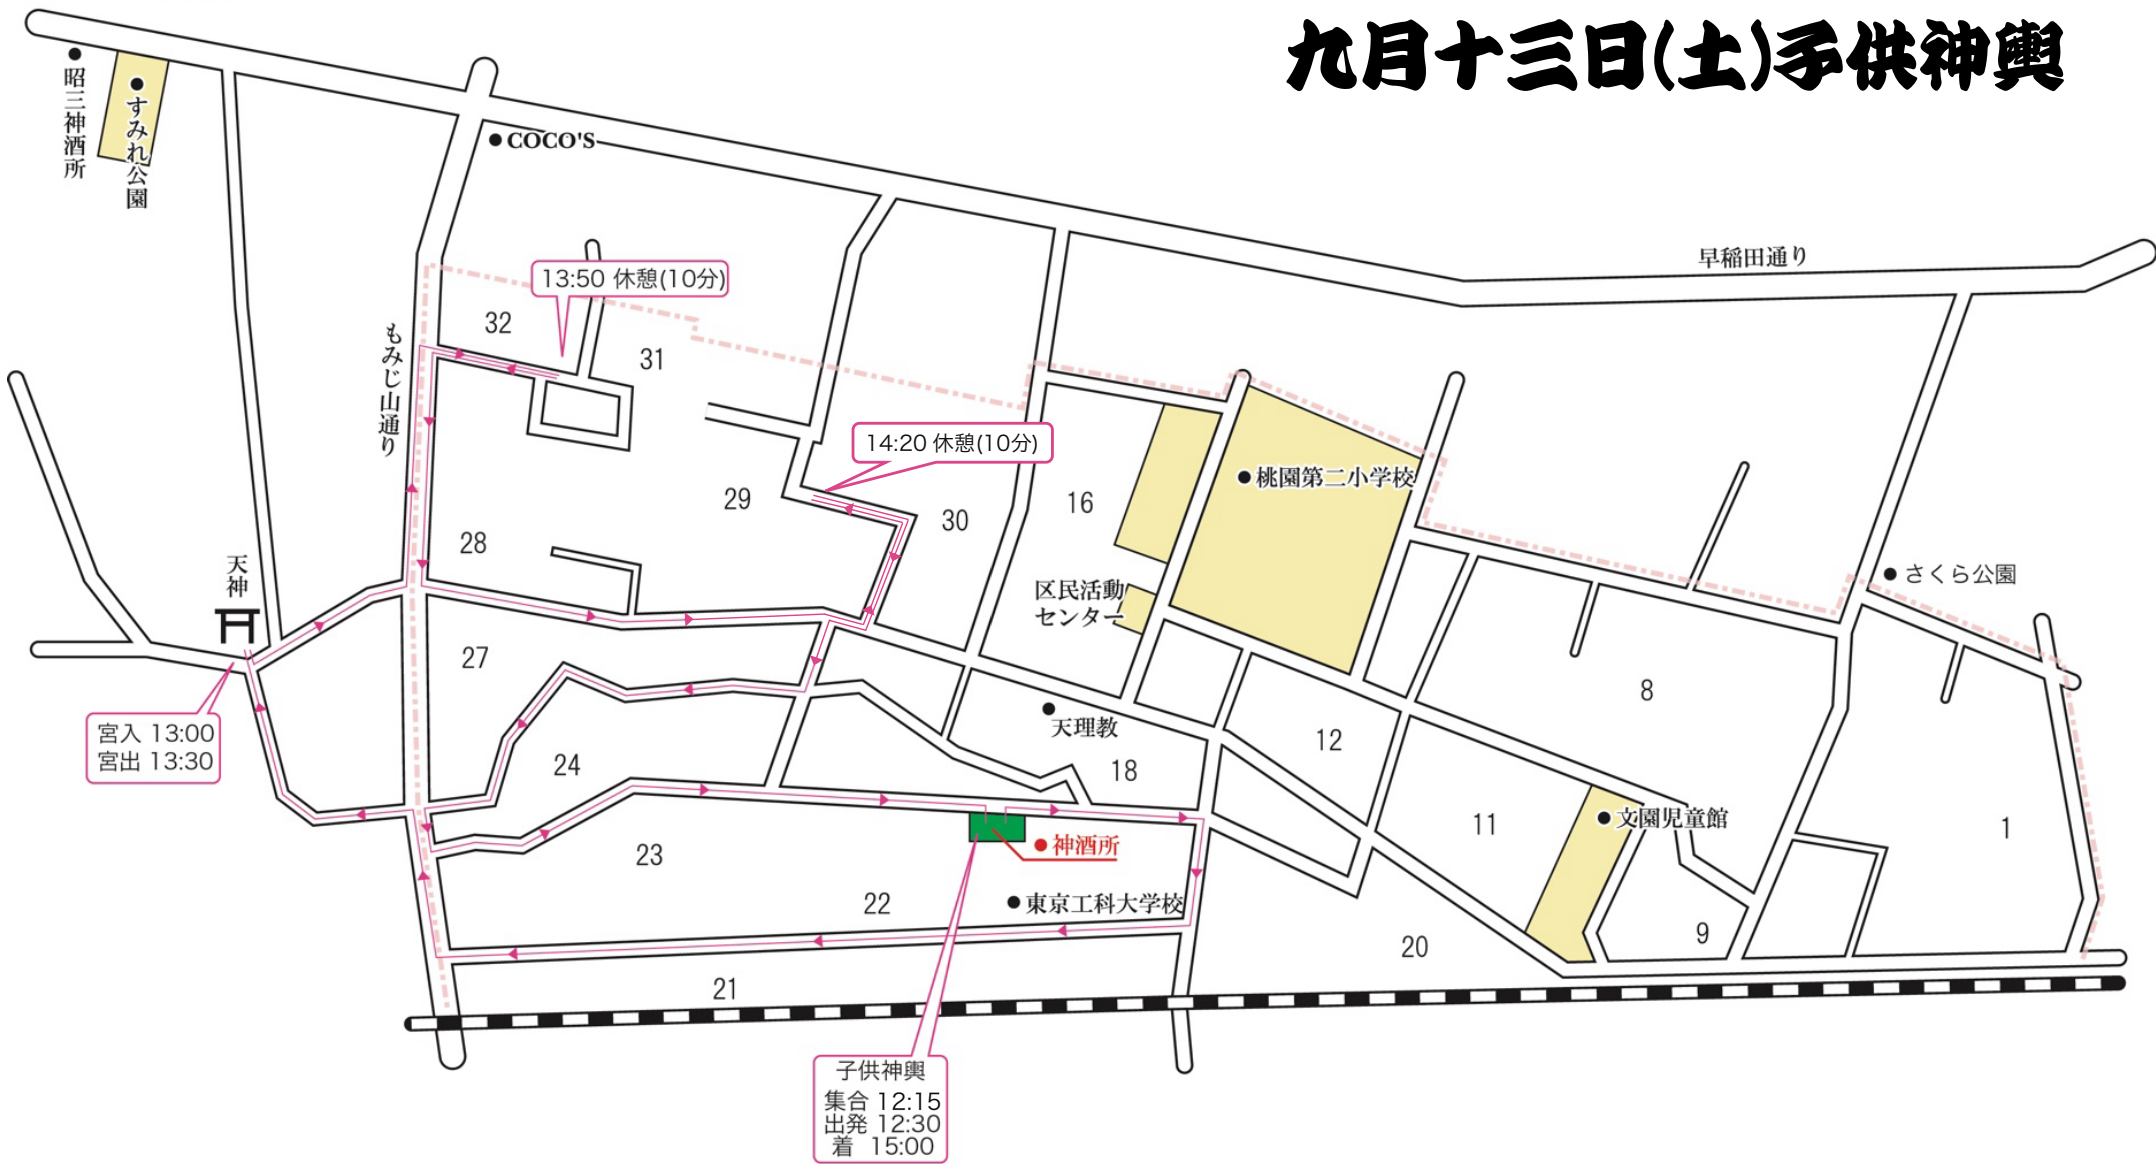 九月十三日(土)子供神輿
昭三神酒所
すみれ公園
COCO'S
早稲田通り
13:50 休憩(10分)
32
31
もみじ山通り
14:20 休憩(10分)
29
30
16
桃園第二小学校
28
天神
区民活動
センター
さくら公園
27
8
宮入 13:00
宮出 13:30
天理教
12
24
18
11
文園児童館
1
23
神酒所
22
東京工科大学校
9
20
21
子供神輿
集合 12:15
出発 12:30
着 15:00